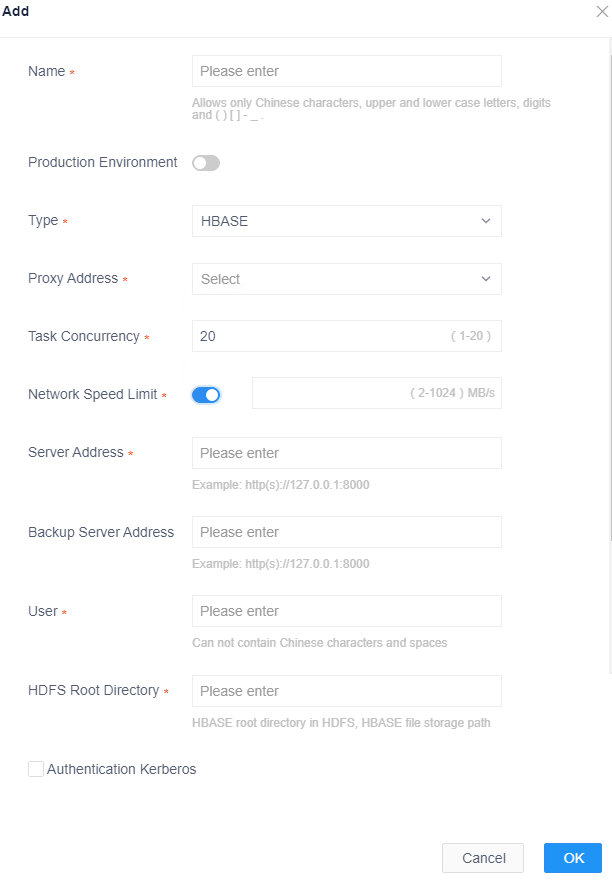 Add
Name *
Please enter
Allows only Chinese characters, upper and lower case letters, digits
and ( ) [ ] - _ .
Production Environment
Type *
HBASE
Proxy Address *
Select
Task Concurrency *
20
( 1-20 )
Network Speed Limit *
( 2-1024 ) MB/s
Server Address *
Please enter
Example: http(s)://127.0.0.1:8000
Backup Server Address
Please enter
Example: http(s)://127.0.0.1:8000
User *
Please enter
Can not contain Chinese characters and spaces
HDFS Root Directory *
Please enter
HBASE root directory in HDFS, HBASE file storage path
Authentication Kerberos
Cancel
OK